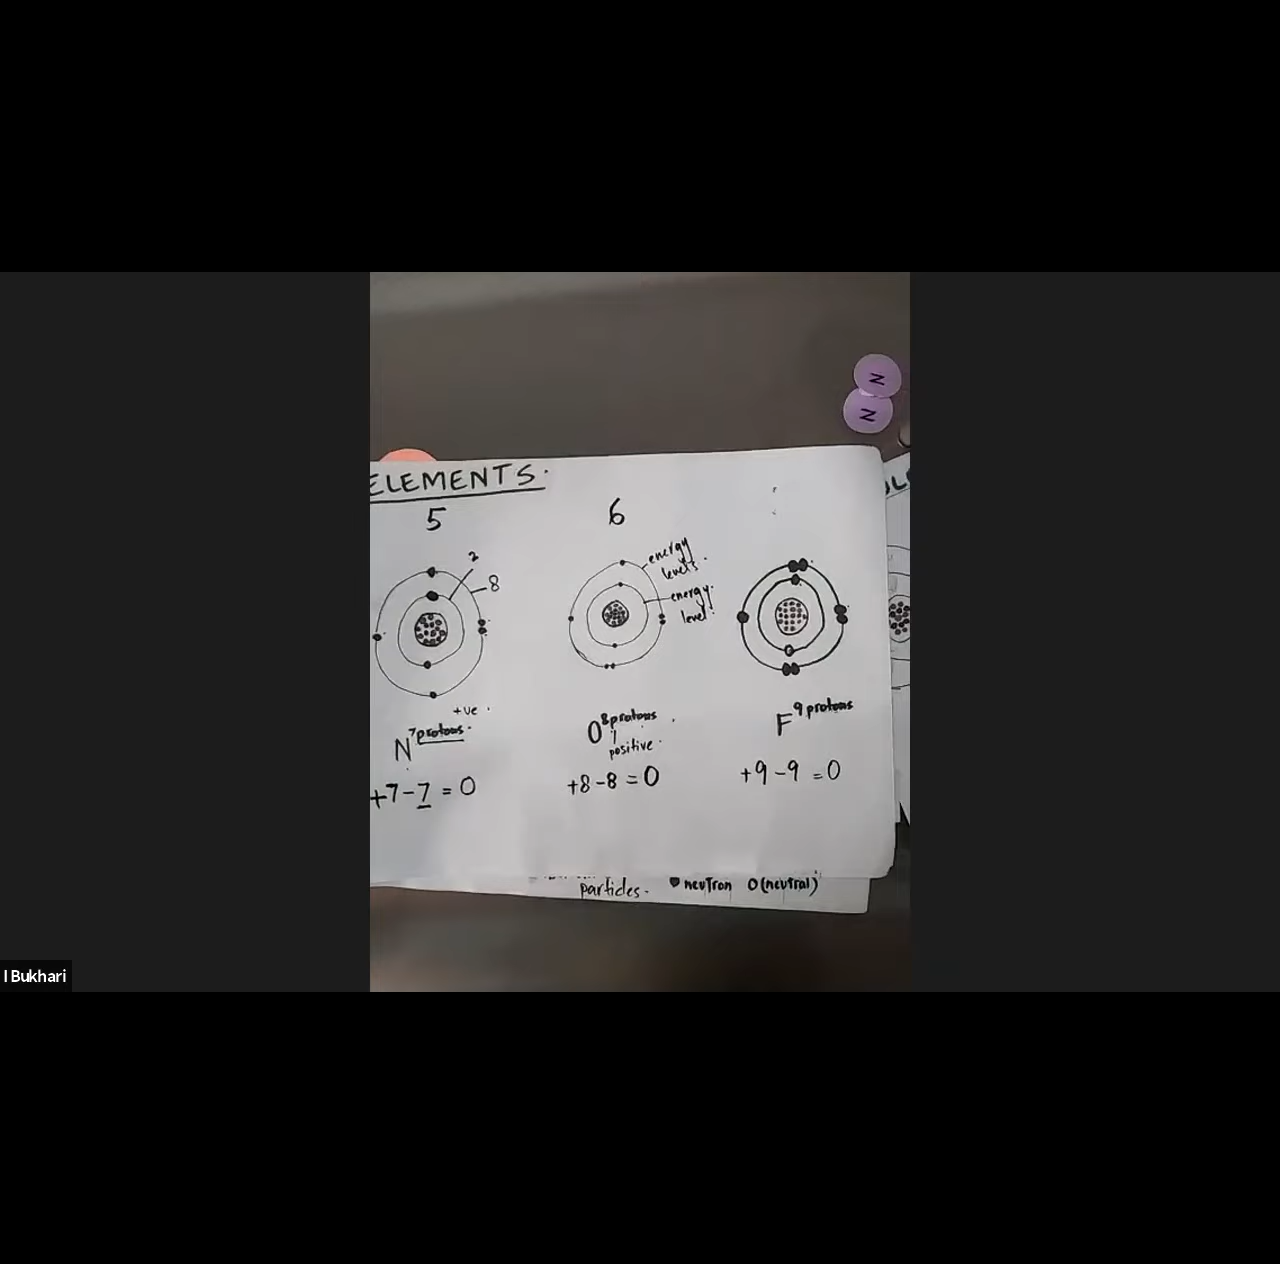 N
N
ELEMENTS.
5
6
2
8
energy
levels.
energy
level
+ve
7 protons
N
8 protons
O
positive
9 protons
F
+7-7=0
+8-8=0
+9-9=0
particles. neutron O(neutral)
I Bukhari